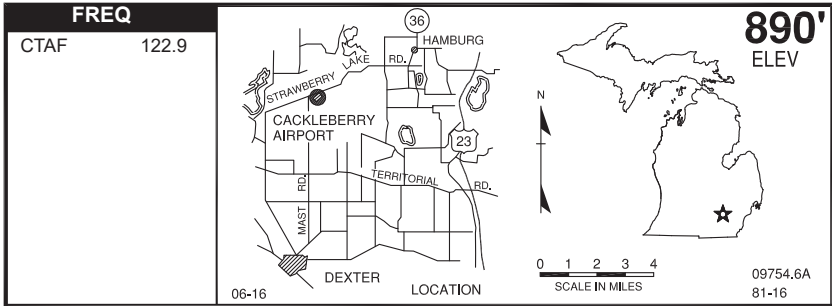 FREQ
CTAF 122.9
36
HAMBURG
STRAWBERRY LAKE RD.
CACKLEBERRY
AIRPORT
23
TERRITORIAL RD.
MAST RD.
DEXTER
06-16
LOCATION
890'
ELEV
N
0 1 2 3 4
SCALE IN MILES
09754.6A
81-16